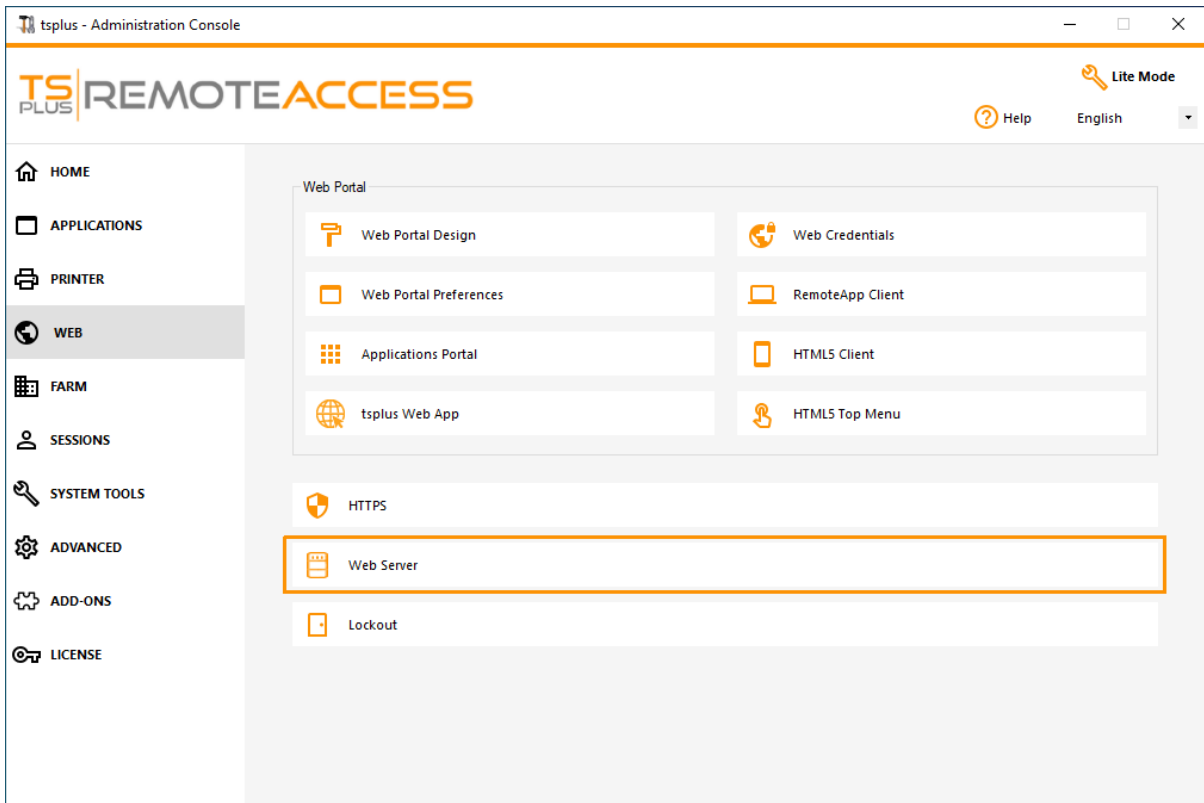 tsplus - Administration Console
TS PLUS REMOTEACCESS
Lite Mode
Help English
HOME
APPLICATIONS
PRINTER
WEB
FARM
SESSIONS
SYSTEM TOOLS
ADVANCED
ADD-ONS
LICENSE
Web Portal
Web Portal Design
Web Credentials
Web Portal Preferences
RemoteApp Client
Applications Portal
HTML5 Client
tsplus Web App
HTML5 Top Menu
HTTPS
Web Server
Lockout